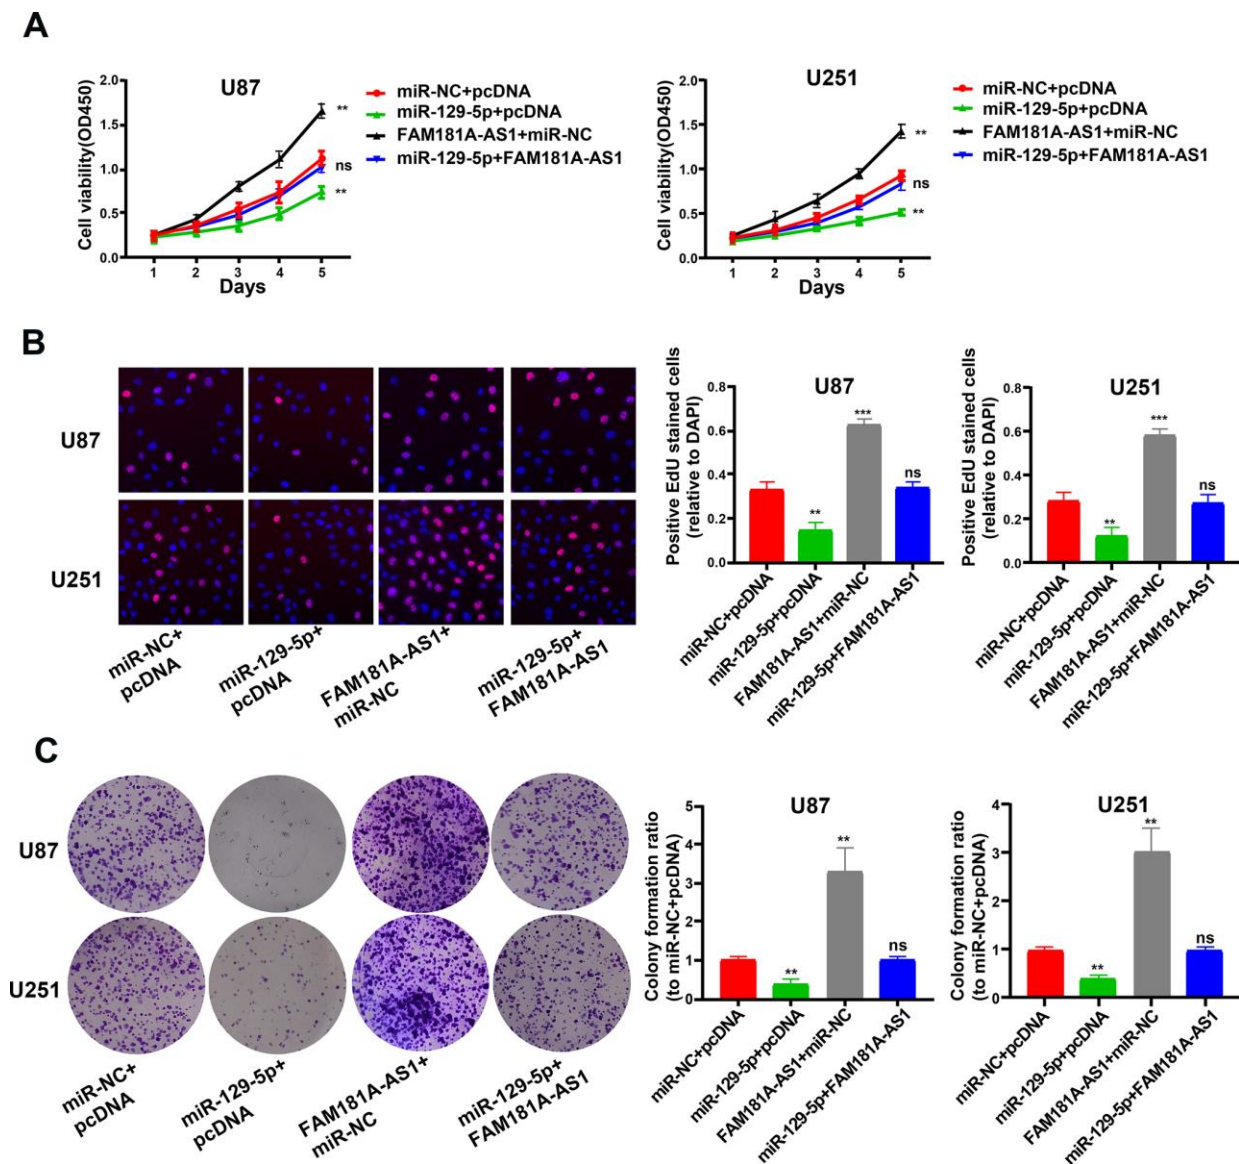 A
U87
Cell viability(OD450)
2.0
1.5
1.0
0.5
0.0
1 2 3 4 5
Days
**
ns
**
miR-NC+pcDNA
miR-129-5p+pcDNA
FAM181A-AS1+miR-NC
miR-129-5p+FAM181A-AS1
U251
Cell viability(OD450)
2.0
1.5
1.0
0.5
0.0
1 2 3 4 5
Days
**
ns
**
miR-NC+pcDNA
miR-129-5p+pcDNA
FAM181A-AS1+miR-NC
miR-129-5p+FAM181A-AS1
B
U87
U251
miR-NC+
pcDNA
miR-129-5p+
pcDNA
FAM181A-AS1+
miR-NC
miR-129-5p+
FAM181A-AS1
U87
Positive EdU stained cells
(relative to DAPI)
0.8
0.6
0.4
0.2
0.0
**
***
ns
miR-NC+pcDNA
miR-129-5p+pcDNA
FAM181A-AS1+miR-NC
miR-129-5p+FAM181A-AS1
U251
Positive EdU stained cells
(relative to DAPI)
0.8
0.6
0.4
0.2
0.0
**
***
ns
miR-NC+pcDNA
miR-129-5p+pcDNA
FAM181A-AS1+miR-NC
miR-129-5p+FAM181A-AS1
C
U87
U251
miR-NC+
pcDNA
miR-129-5p+
pcDNA
FAM181A-AS1+
miR-NC
miR-129-5p+
FAM181A-AS1
U87
Colony formation ratio
(to miR-NC+pcDNA)
5
4
3
2
1
0
**
**
ns
miR-NC+pcDNA
miR-129-5p+pcDNA
FAM181A-AS1+miR-NC
miR-129-5p+FAM181A-AS1
U251
Colony formation ratio
(to miR-NC+pcDNA)
4
3
2
1
0
**
**
ns
miR-NC+pcDNA
miR-129-5p+pcDNA
FAM181A-AS1+miR-NC
miR-129-5p+FAM181A-AS1